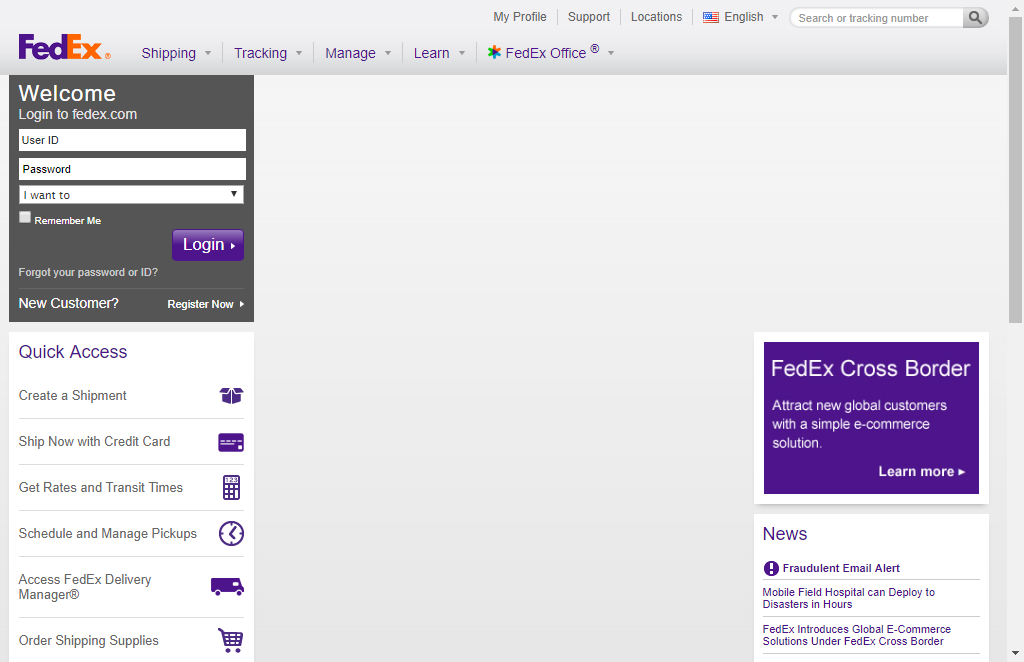 My Profile
Support
Locations
English
Search or tracking number
FedEx®
Shipping
Tracking
Manage
Learn
FedEx Office ®
Welcome
Login to fedex.com
User ID
Password
I want to
Remember Me
Login
Forgot your password or ID?
New Customer?
Register Now
Quick Access
Create a Shipment
Ship Now with Credit Card
Get Rates and Transit Times
123
Schedule and Manage Pickups
Access FedEx Delivery
Manager®
Order Shipping Supplies
FedEx Cross Border
Attract new global customers
with a simple e-commerce
solution.
Learn more
News
Fraudulent Email Alert
Mobile Field Hospital can Deploy to
Disasters in Hours
FedEx Introduces Global E-Commerce
Solutions Under FedEx Cross Border